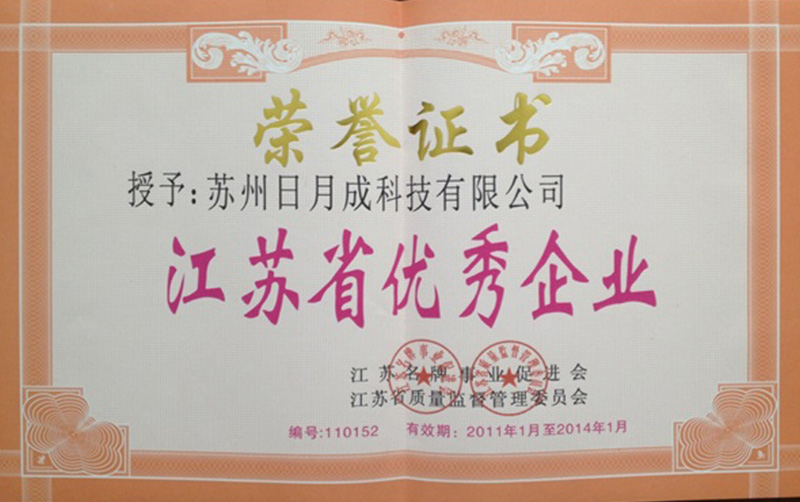 荣誉证书
授予:苏州日月成科技有限公司
江苏省优秀企业
江苏名牌事业促进会
江苏省质量监督管理委员会
编号:110152 有效期:2011年1月至2014年1月